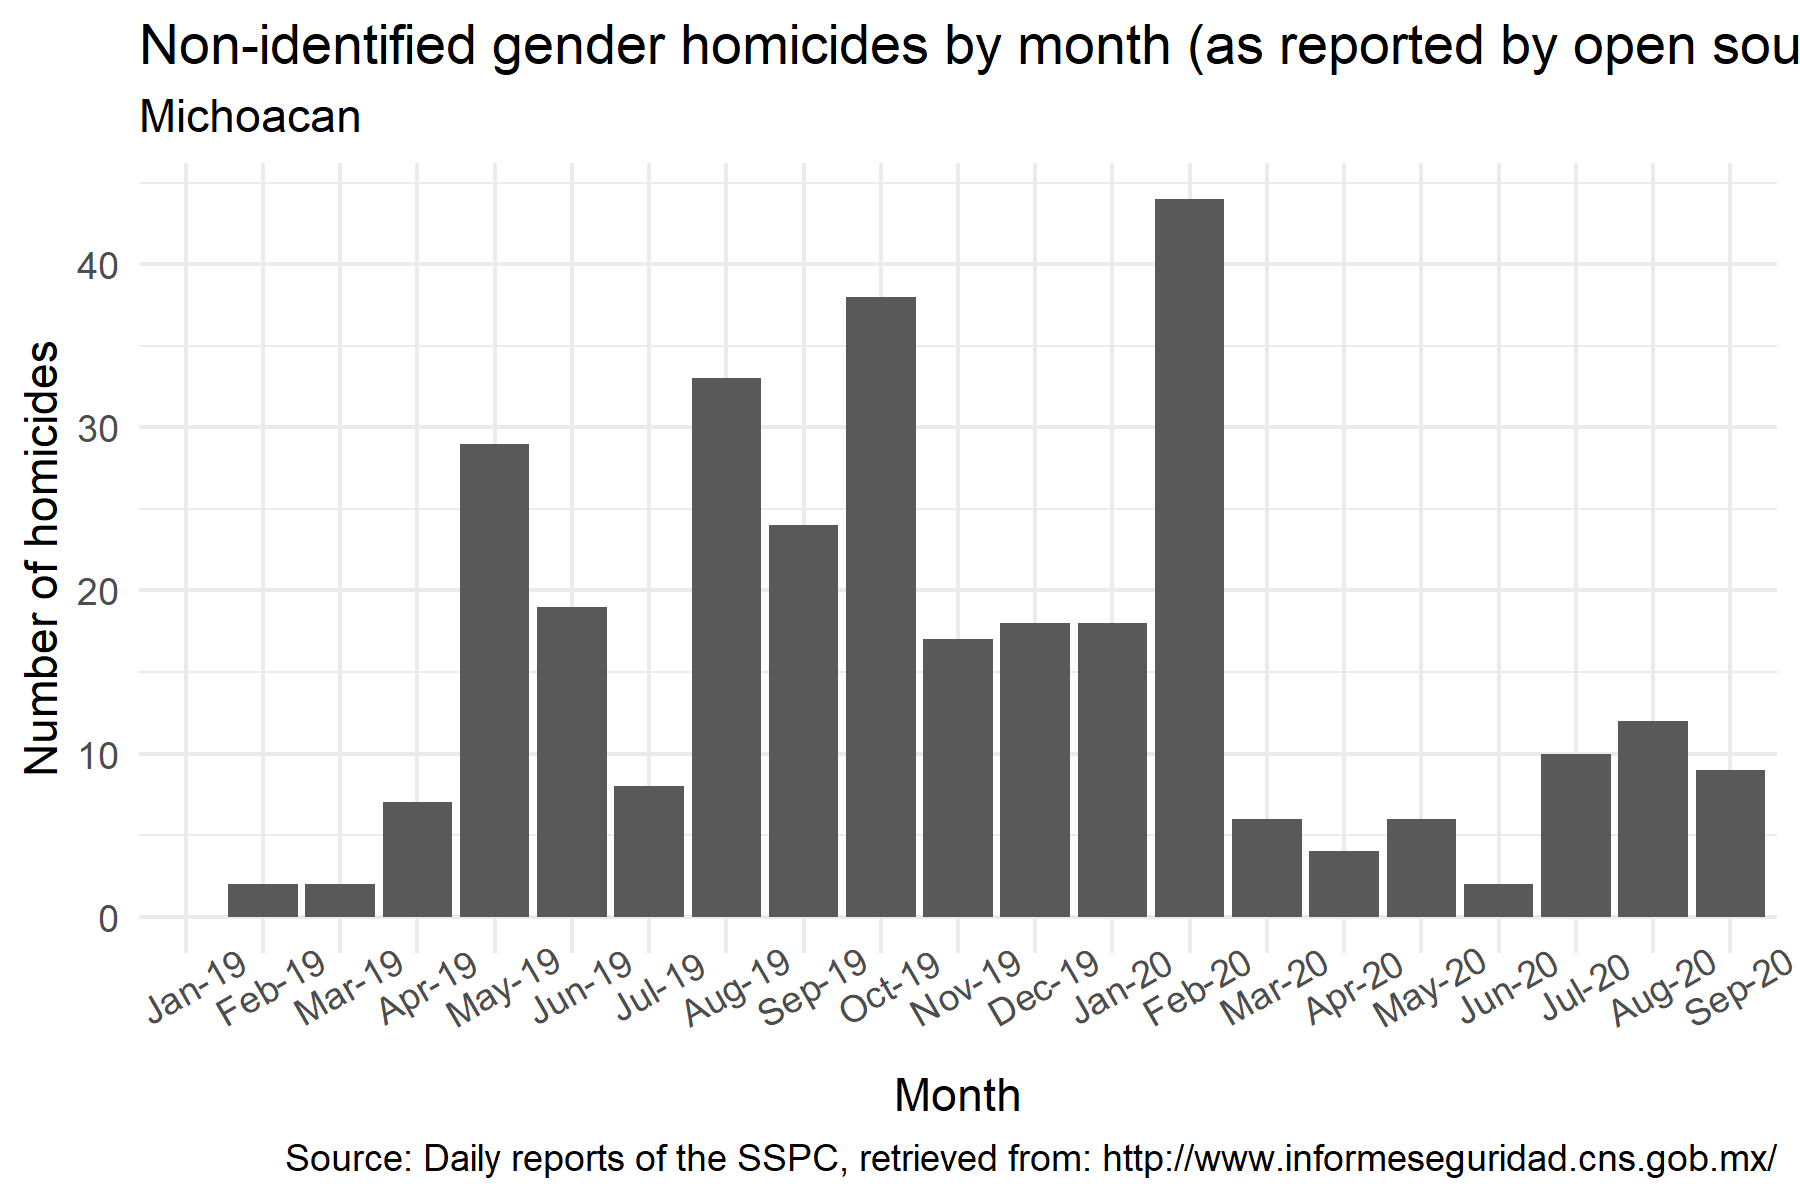 Non-identified gender homicides by month (as reported by open sou
Michoacan
Number of homicides
40
30
20
10
0
Jan-19
Feb-19
Mar-19
Apr-19
May-19
Jun-19
Jul-19
Aug-19
Sep-19
Oct-19
Nov-19
Dec-19
Jan-20
Feb-20
Mar-20
Apr-20
May-20
Jun-20
Jul-20
Aug-20
Sep-20
Month
Source: Daily reports of the SSPC, retrieved from: http://www.informeseguridad.cns.gob.mx/